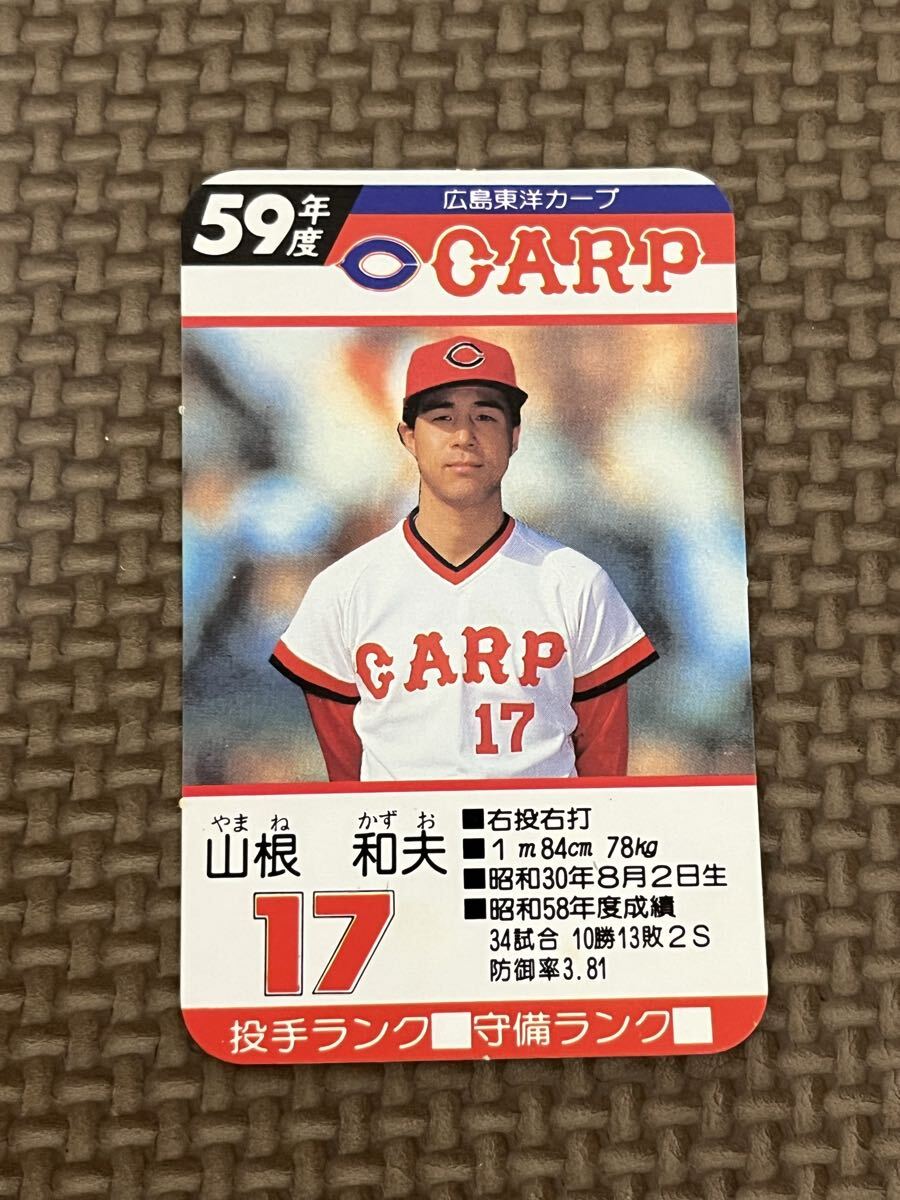 59年度
広島東洋カープ
CARP
CARP
17
やま ね かず お
山根 和夫
17
■右投右打
■1m84cm 78kg
■昭和30年8月2日生
■昭和58年度成績
34試合 10勝13敗2S
防御率3.81
投手ランク 守備ランク